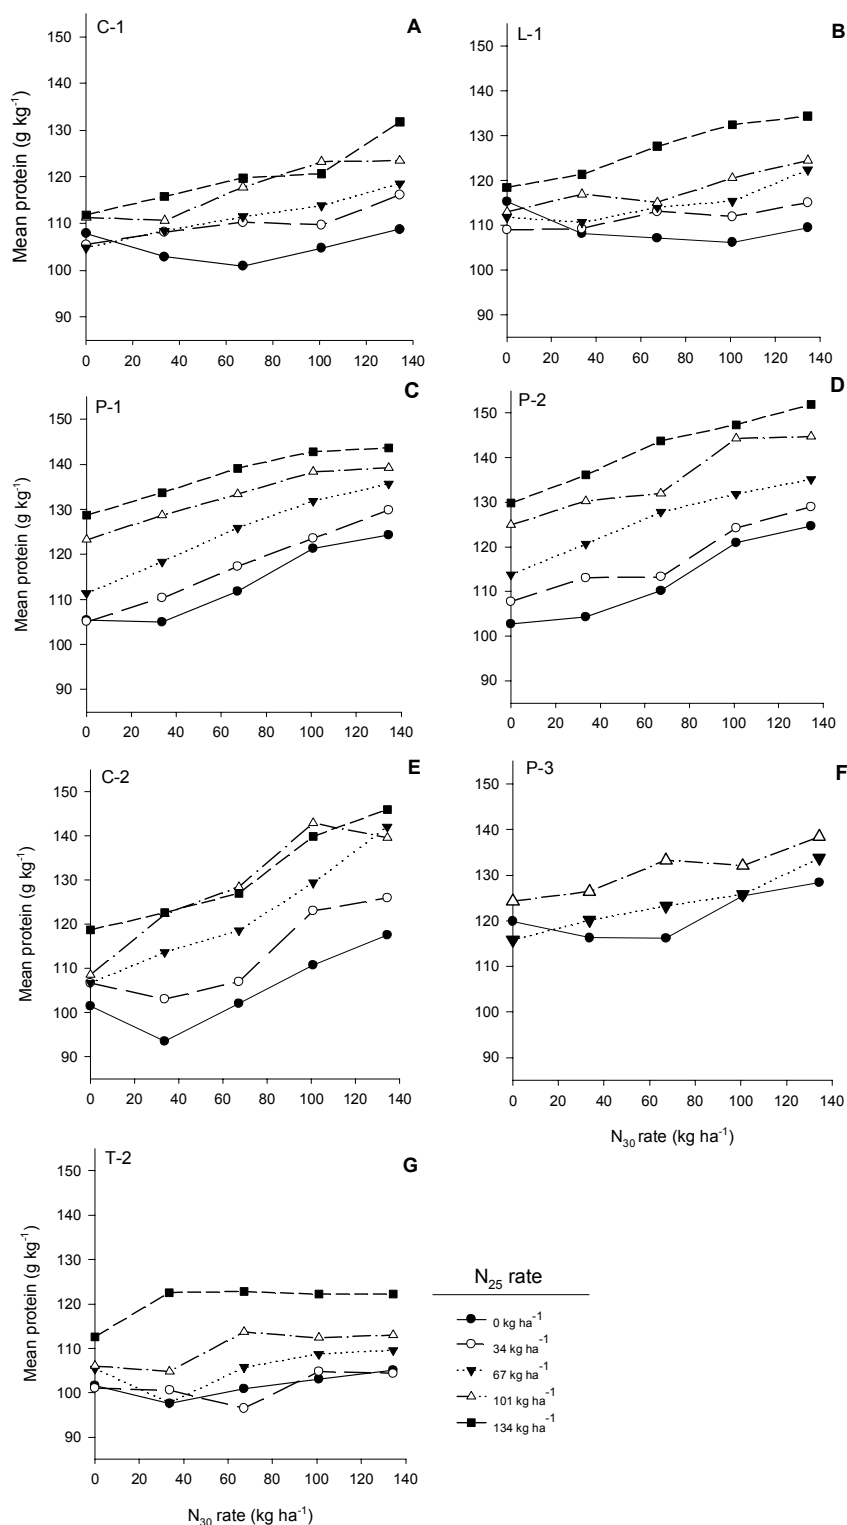 C-1 A
150
140
130
120
110
100
90
Mean protein (g kg⁻¹)
0 20 40 60 80 100 120 140
L-1 B
150
140
130
120
110
100
90
0 20 40 60 80 100 120 140
P-1 C
150
140
130
120
110
100
90
Mean protein (g kg⁻¹)
0 20 40 60 80 100 120 140
P-2 D
150
140
130
120
110
100
90
0 20 40 60 80 100 120 140
C-2 E
150
140
130
120
110
100
90
Mean protein (g kg⁻¹)
0 20 40 60 80 100 120 140
P-3 F
150
140
130
120
110
100
90
0 20 40 60 80 100 120 140
N₃₀ rate (kg ha⁻¹)
T-2 G
150
140
130
120
110
100
90
Mean protein (g kg⁻¹)
0 20 40 60 80 100 120 140
N₃₀ rate (kg ha⁻¹)
N₂₅ rate
0 kg ha⁻¹
34 kg ha⁻¹
67 kg ha⁻¹
101 kg ha⁻¹
134 kg ha⁻¹